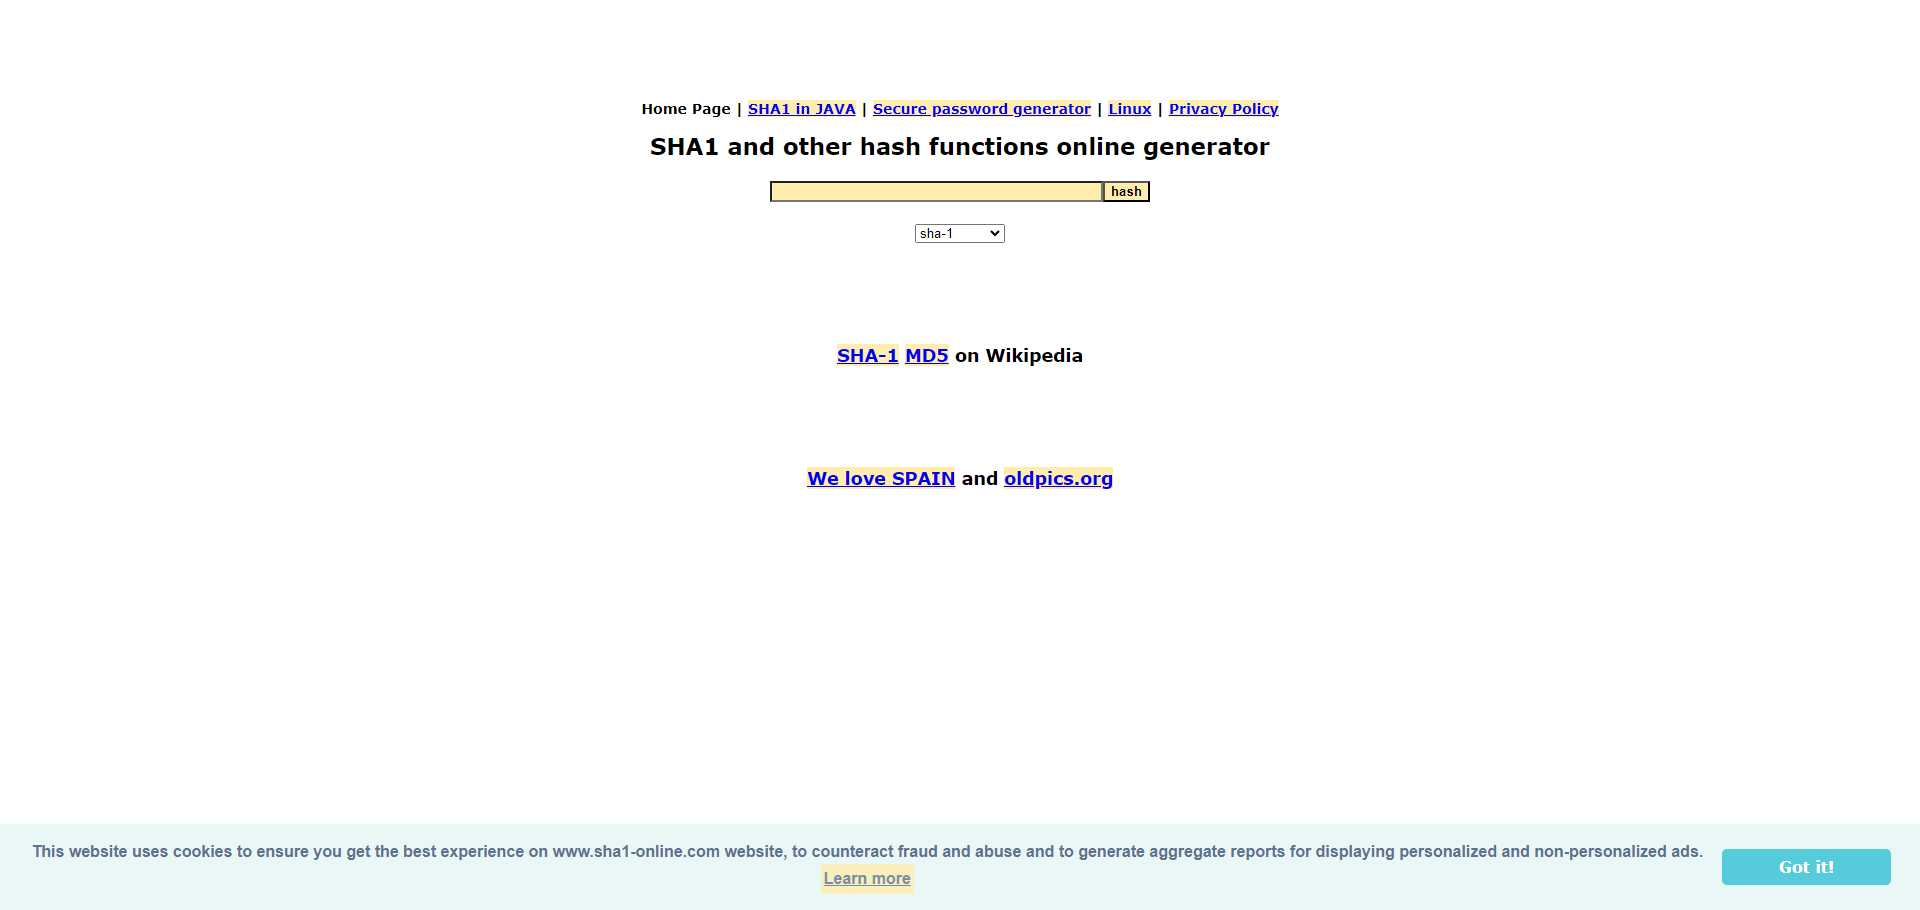 Home Page | SHA1 in JAVA | Secure password generator | Linux | Privacy Policy
SHA1 and other hash functions online generator
hash
sha-1
SHA-1 MD5 on Wikipedia
We love SPAIN and oldpics.org
This website uses cookies to ensure you get the best experience on www.sha1-online.com website, to counteract fraud and abuse and to generate aggregate reports for displaying personalized and non-personalized ads.
Learn more
Got it!